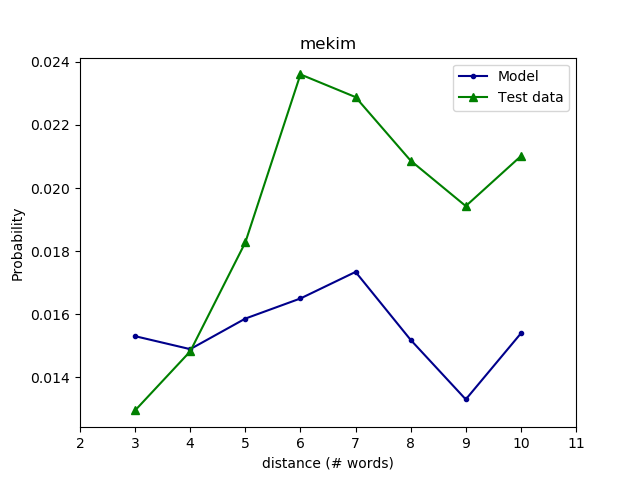 mekim
Model
Test data
0.024
0.022
0.020
0.018
0.016
0.014
Probability
2 3 4 5 6 7 8 9 10 11
distance (# words)